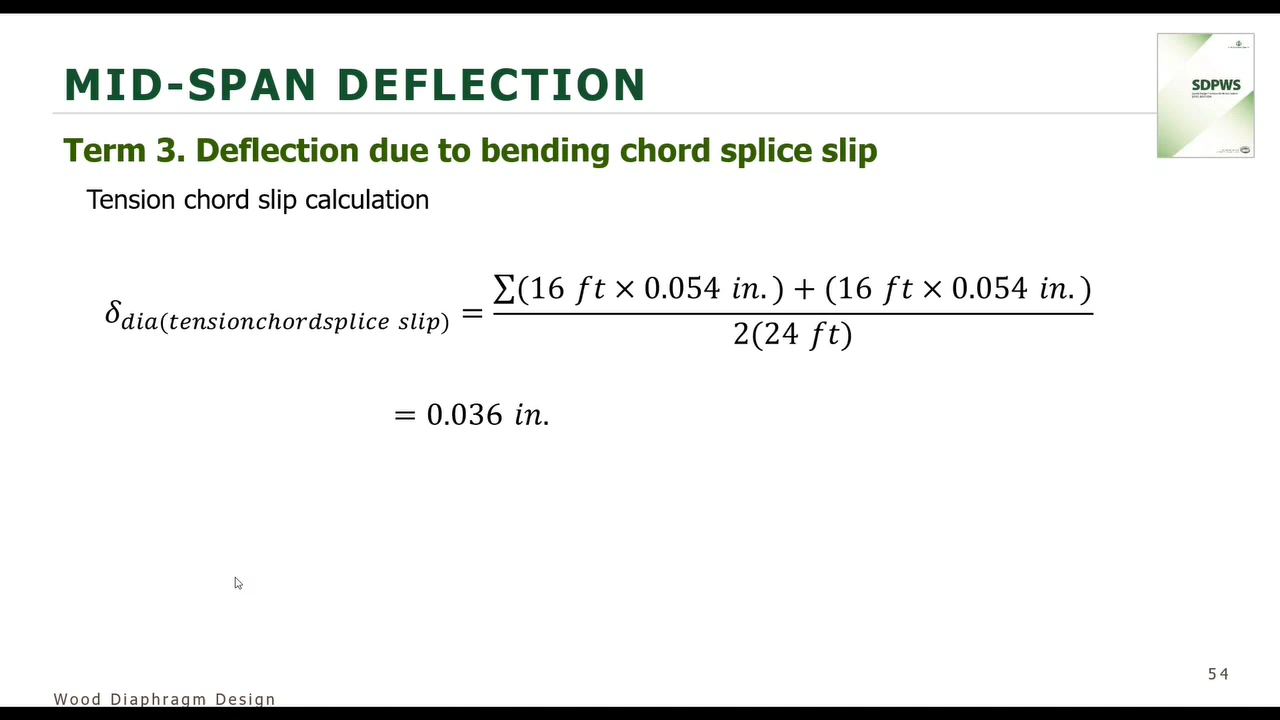 MID-SPAN DEFLECTION
SDPWS
Term 3. Deflection due to bending chord splice slip
Tension chord slip calculation
δdia(tensionchordsplice slip) = ∑(16 ft × 0.054 in.) + (16 ft × 0.054 in.)
2(24 ft)
= 0.036 in.
54
Wood Diaphragm Design